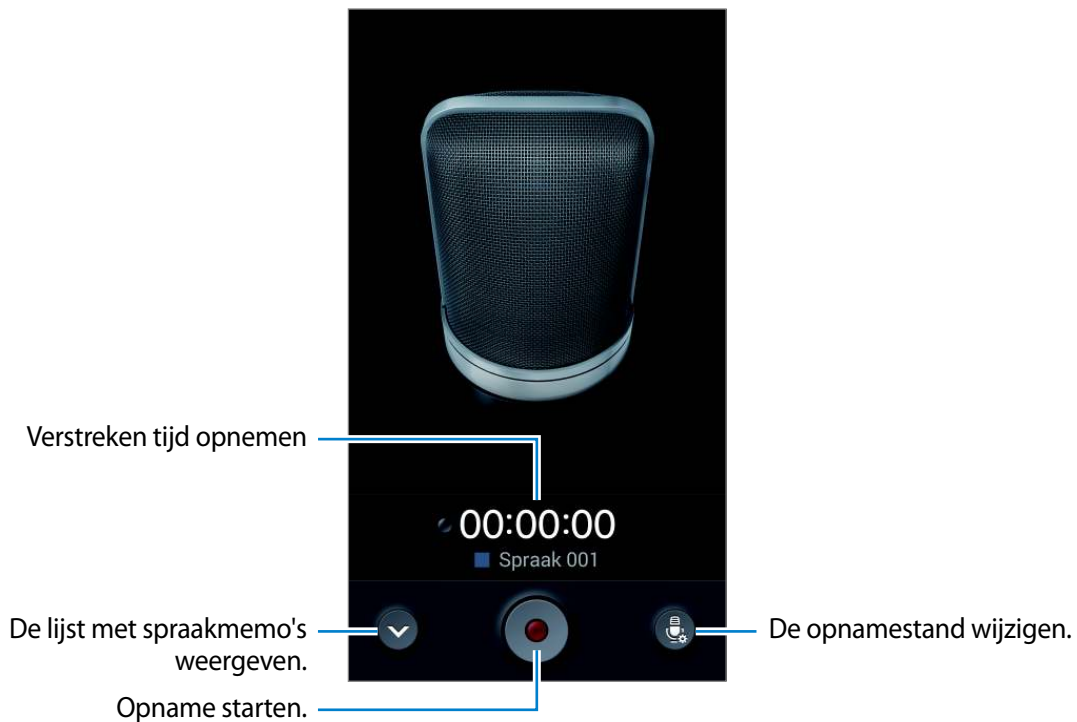 Verstreken tijd opnemen
00:00:00
Spraak 001
De lijst met spraakmemo's
weergeven.
De opnamestand wijzigen.
Opname starten.